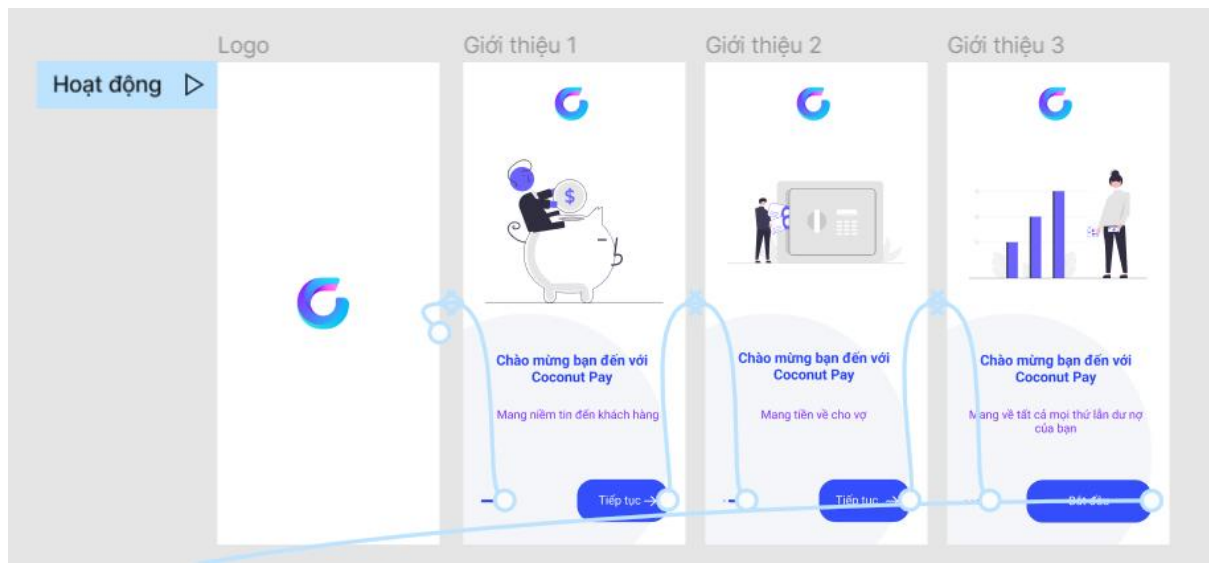 Logo
Giới thiệu 1
Giới thiệu 2
Giới thiệu 3
Hoạt động
$
Chào mừng bạn đến với
Coconut Pay
Mang niềm tin đến khách hàng
Tiếp tục →
Chào mừng bạn đến với
Coconut Pay
Mang tiền về cho vợ
Tiếp tục →
Chào mừng bạn đến với
Coconut Pay
Mang về tất cả mọi thứ lẫn dư nợ
của bạn
Bắt đầu